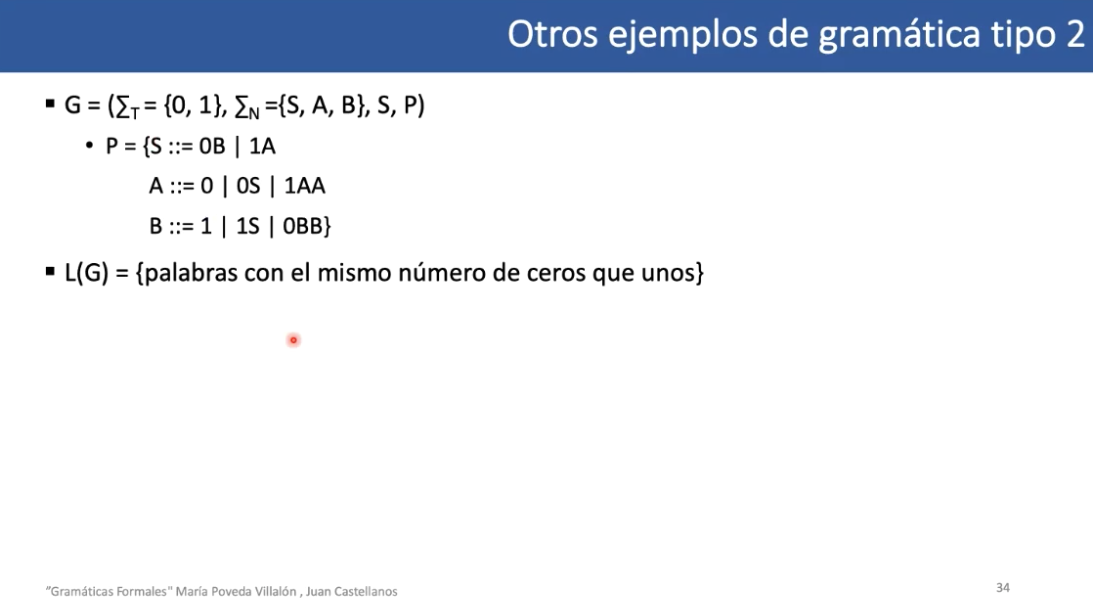 Otros ejemplos de gramática tipo 2
▪ G = (∑T = {0, 1}, ∑N ={S, A, B}, S, P)
• P = {S ::= 0B | 1A
A ::= 0 | 0S | 1AA
B ::= 1 | 1S | 0BB}
▪ L(G) = {palabras con el mismo número de ceros que unos}
"Gramáticas Formales" María Poveda Villalón , Juan Castellanos
34